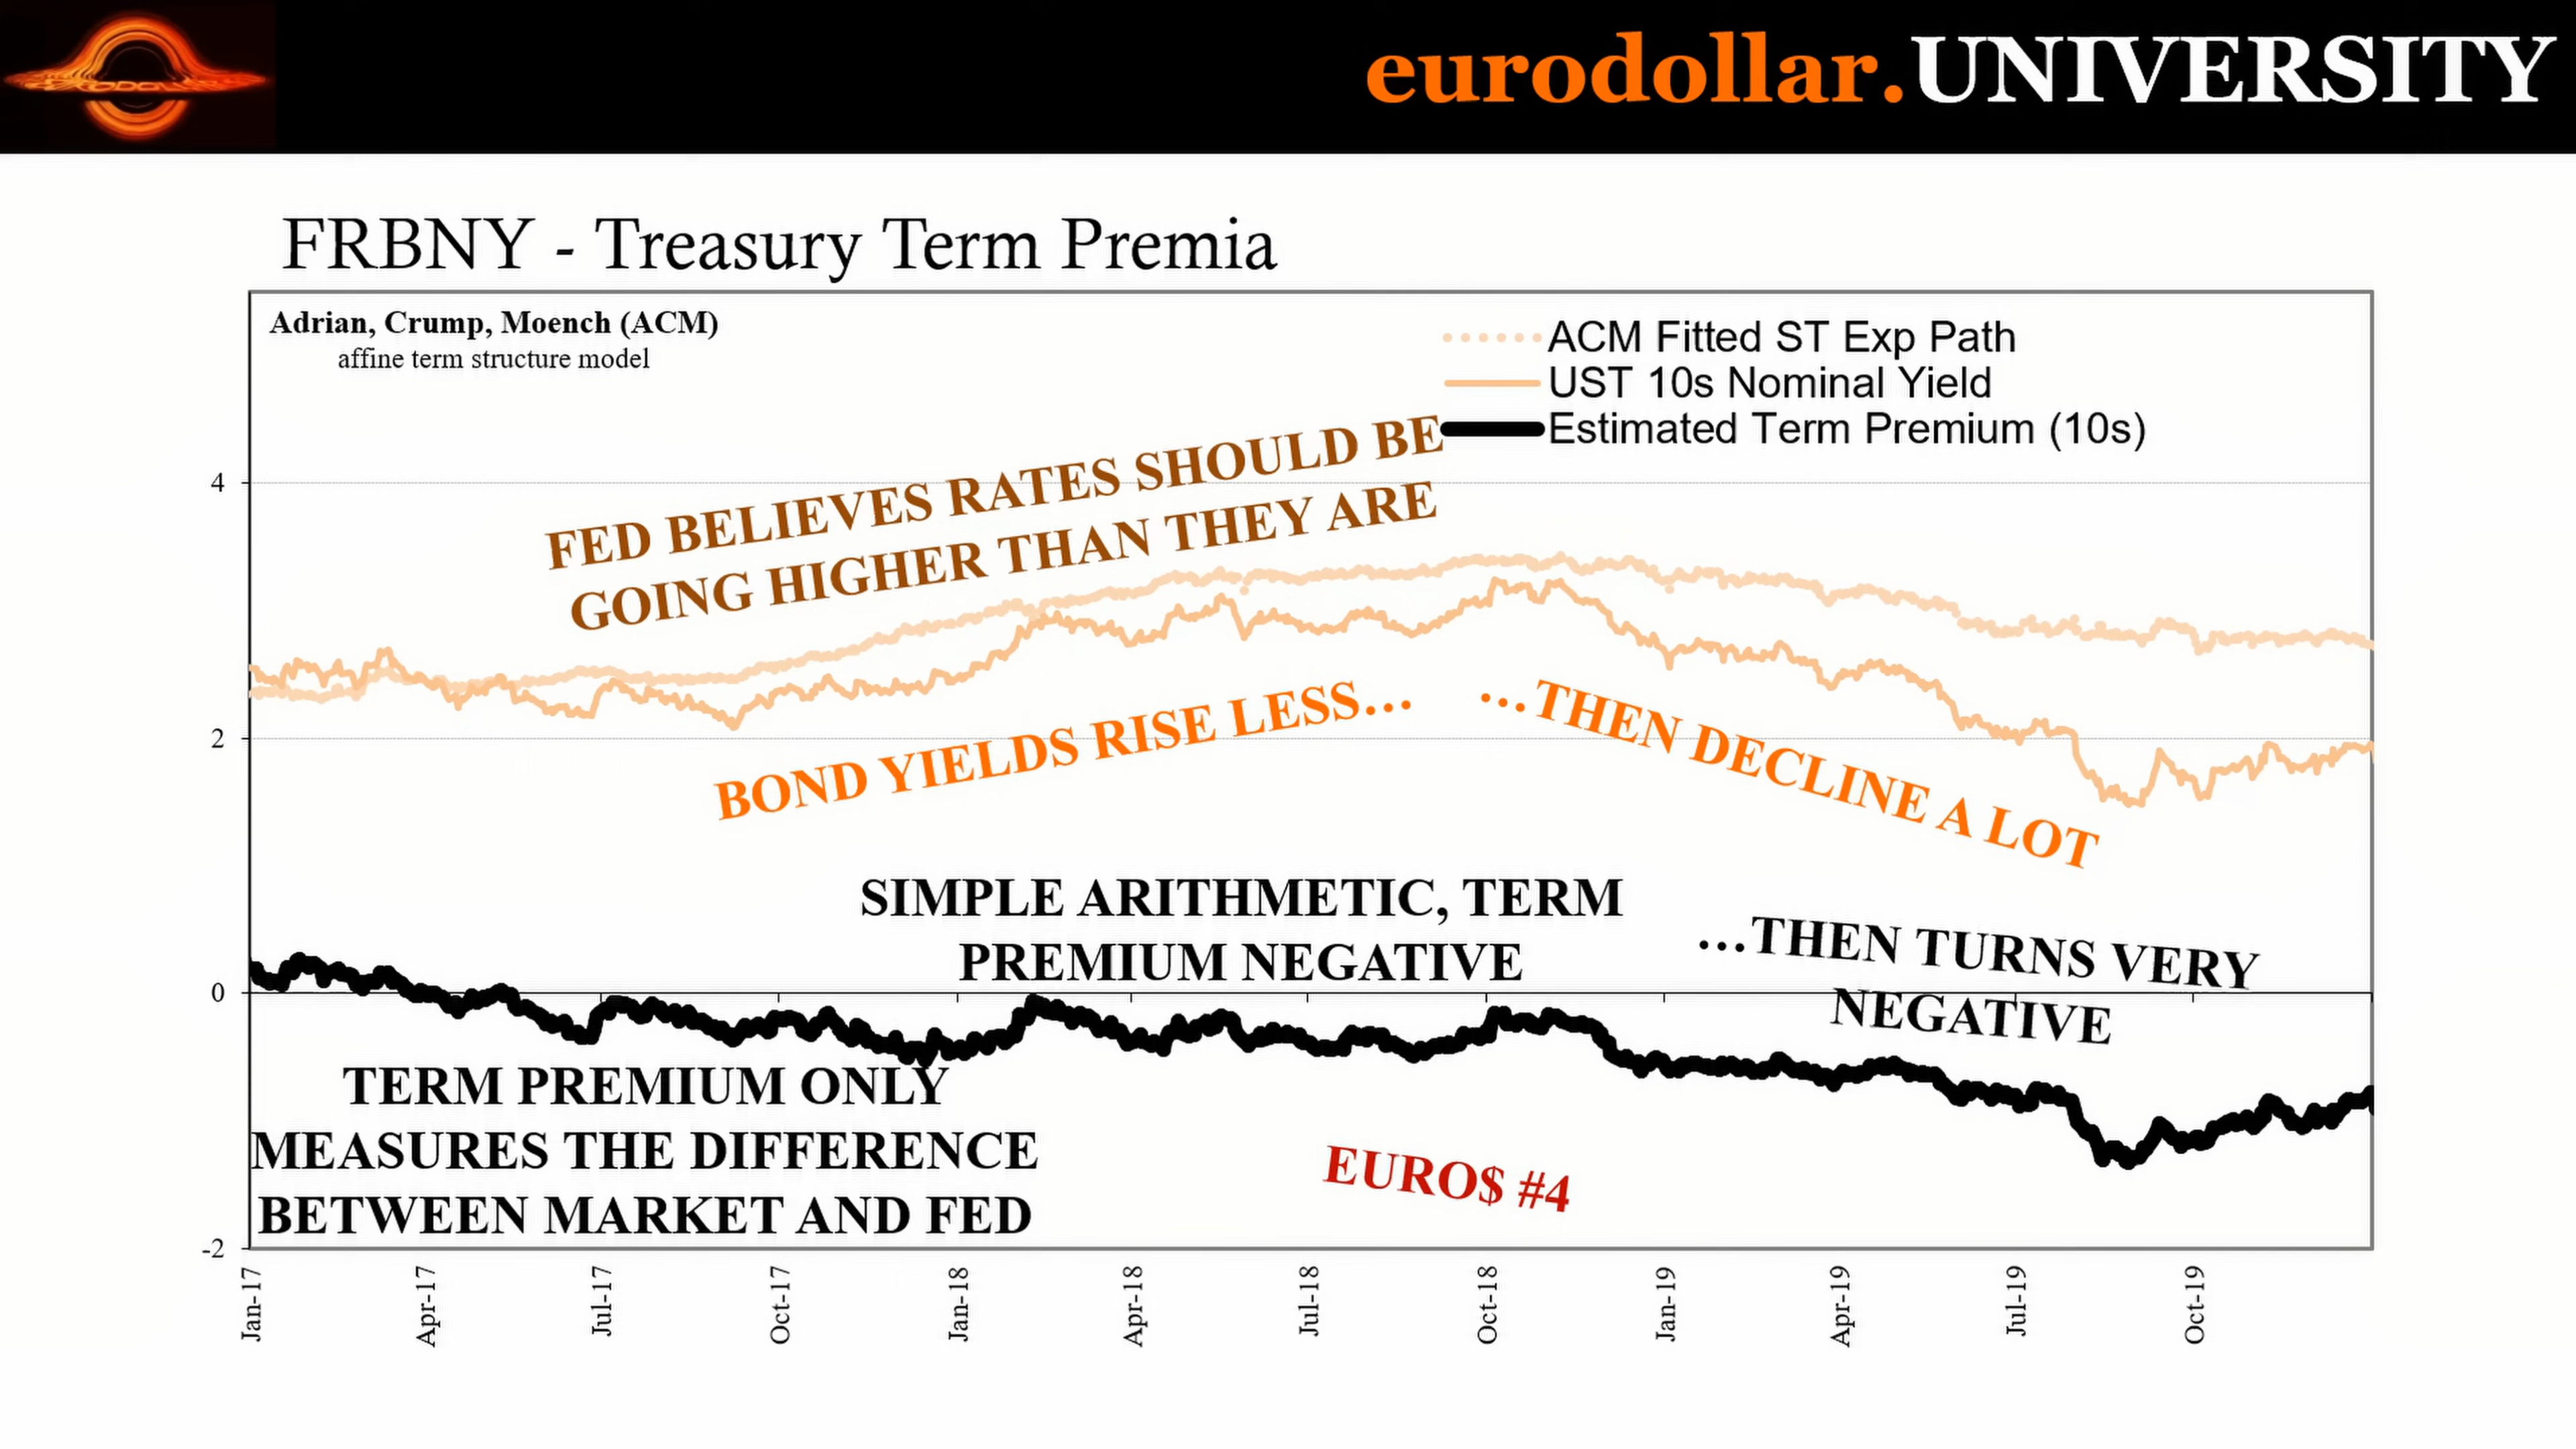 eurodollar.UNIVERSITY
FRBNY - Treasury Term Premia
Adrian, Crump, Moench (ACM)
affine term structure model
ACM Fitted ST Exp Path
UST 10s Nominal Yield
Estimated Term Premium (10s)
FED BELIEVES RATES SHOULD BE
GOING HIGHER THAN THEY ARE
BOND YIELDS RISE LESS…
…THEN DECLINE A LOT
SIMPLE ARITHMETIC, TERM
PREMIUM NEGATIVE
…THEN TURNS VERY
NEGATIVE
TERM PREMIUM ONLY
MEASURES THE DIFFERENCE
BETWEEN MARKET AND FED
EURO$ #4
4
2
0
-2
Jan-17
Apr-17
Jul-17
Oct-17
Jan-18
Apr-18
Jul-18
Oct-18
Jan-19
Apr-19
Jul-19
Oct-19